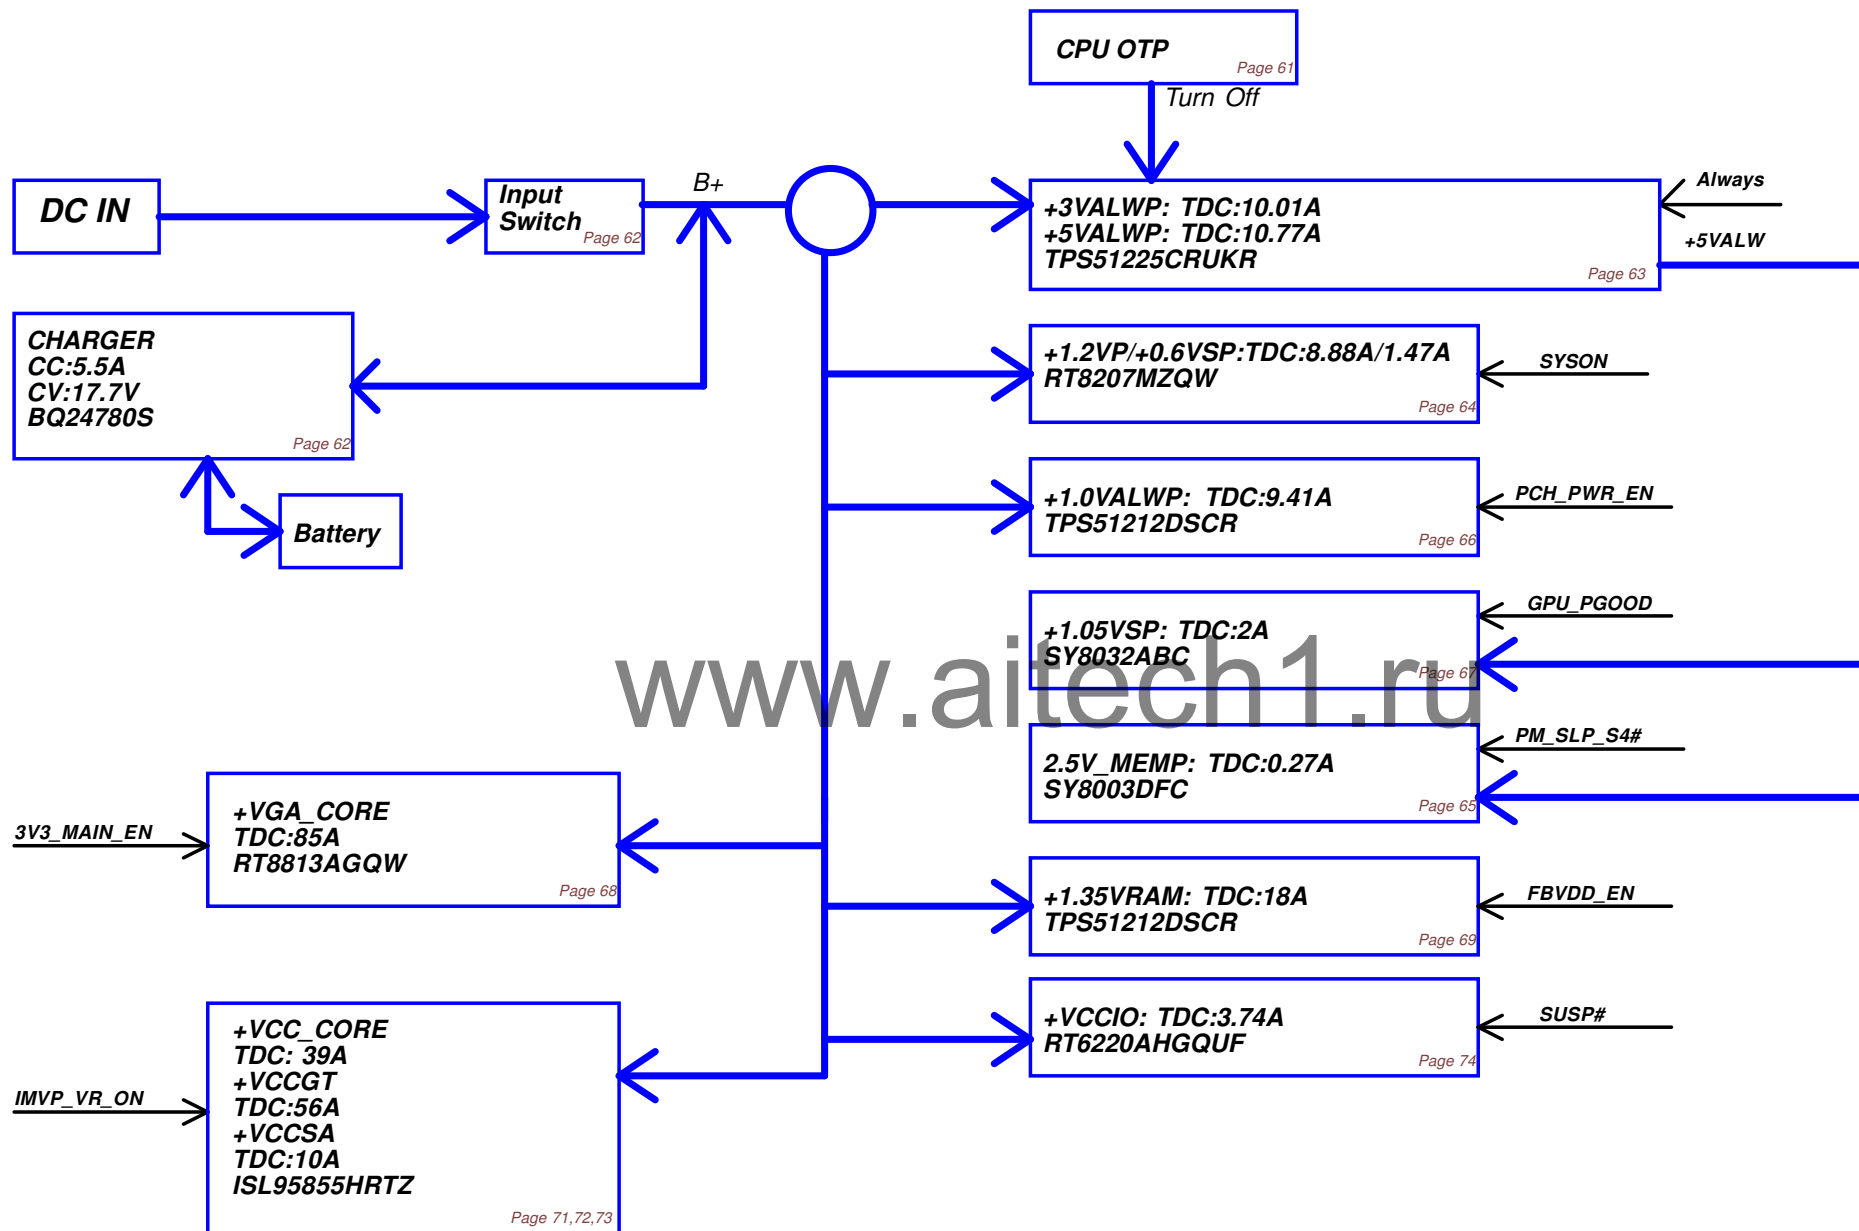 CPU OTP
Page 61
Turn Off
DC IN
Input
Switch
Page 62
B+
+3VALWP: TDC:10.01A
+5VALWP: TDC:10.77A
TPS51225CRUKR
Page 63
Always
+5VALW
CHARGER
CC:5.5A
CV:17.7V
BQ24780S
Page 62
Battery
+1.2VP/+0.6VSP:TDC:8.88A/1.47A
RT8207MZQW
Page 64
SYSON
+1.0VALWP: TDC:9.41A
TPS51212DSCR
Page 66
PCH_PWR_EN
+1.05VSP: TDC:2A
SY8032ABC
Page 67
GPU_PGOOD
www.aitech1.ru
2.5V_MEMP: TDC:0.27A
SY8003DFC
Page 65
PM_SLP_S4#
3V3_MAIN_EN
+VGA_CORE
TDC:85A
RT8813AGQW
Page 68
+1.35VRAM: TDC:18A
TPS51212DSCR
Page 69
FBVDD_EN
+VCCIO: TDC:3.74A
RT6220AHGQUF
Page 74
SUSP#
IMVP_VR_ON
+VCC_CORE
TDC: 39A
+VCCGT
TDC:56A
+VCCSA
TDC:10A
ISL95855HRTZ
Page 71,72,73